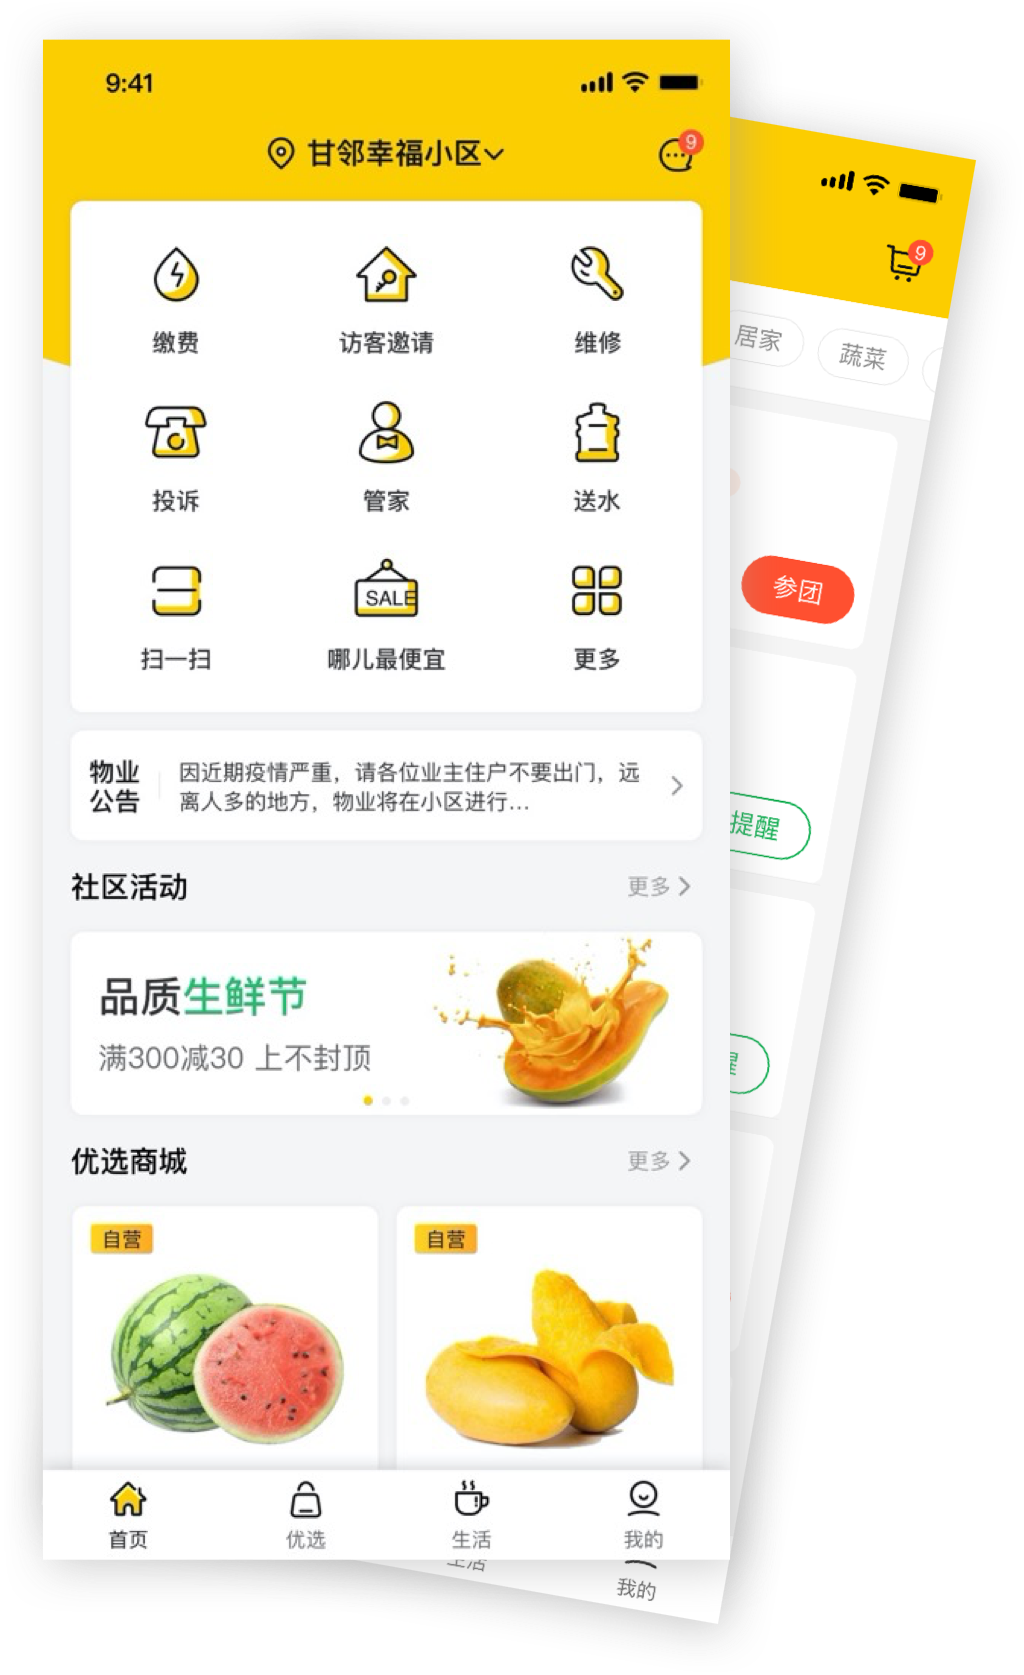 9:41
甘邻幸福小区
9
缴费
访客邀请
维修
投诉
管家
送水
SALE
扫一扫
哪儿最便宜
更多
物业
公告
因近期疫情严重，请各位业主住户不要出门，远
离人多的地方，物业将在小区进行...
社区活动
更多
品质生鲜节
满300减30 上不封顶
优选商城
更多
自营
自营
首页
优选
生活
我的
9
居家
蔬菜
参团
提醒
醒
生活
我的